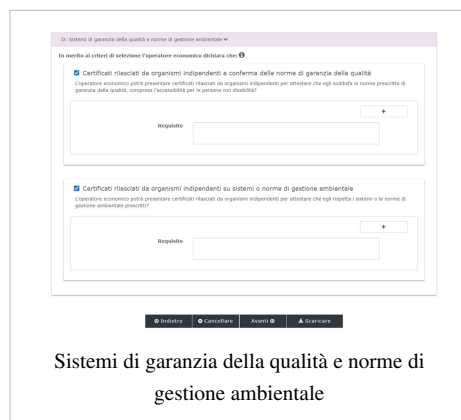 D: Sistemi di garanzia della qualità e norme di gestione ambientale
In merito ai criteri di selezione l'operatore economico dichiara che:
Certificati rilasciati da organismi indipendenti a conferma delle norme di garanzia della qualità
L'operatore economico potrà presentare certificati rilasciati da organismi indipendenti per attestare che egli soddisfa le norme prescritte di
garanzia della qualità, compresa l'accessibilità per le persone con disabilità?
+
Requisito
Certificati rilasciati da organismi indipendenti su sistemi o norme di gestione ambientale
L'operatore economico potrà presentare certificati rilasciati da organismi indipendenti per attestare che egli rispetta i sistemi o le norme di
gestione ambientale prescritti?
+
Requisito
Indietro Cancellare Avanti Scaricare
Sistemi di garanzia della qualità e norme di
gestione ambientale